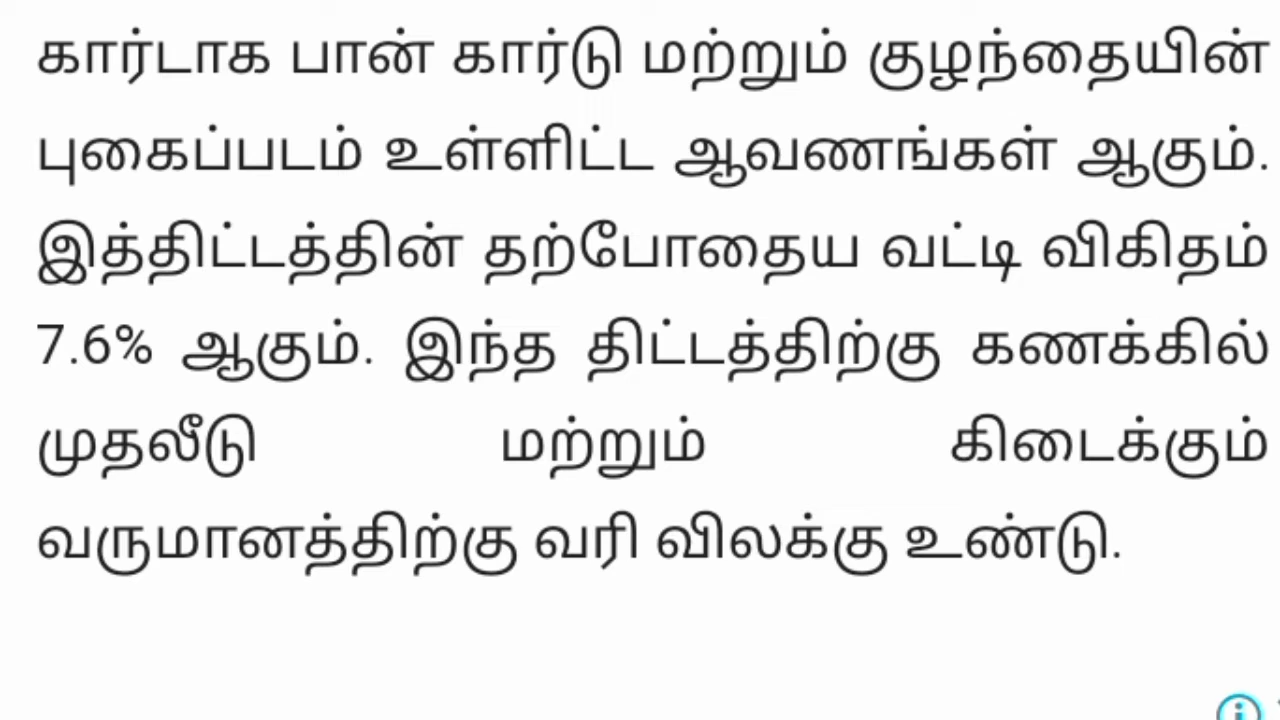 கார்டாக பான் கார்டு மற்றும் குழந்தையின்
புகைப்படம் உள்ளிட்ட ஆவணங்கள் ஆகும்.
இத்திட்டத்தின் தற்போதைய வட்டி விகிதம்
7.6% ஆகும். இந்த திட்டத்திற்கு கணக்கில்
முதலீடு மற்றும் கிடைக்கும்
வருமானத்திற்கு வரி விலக்கு உண்டு.